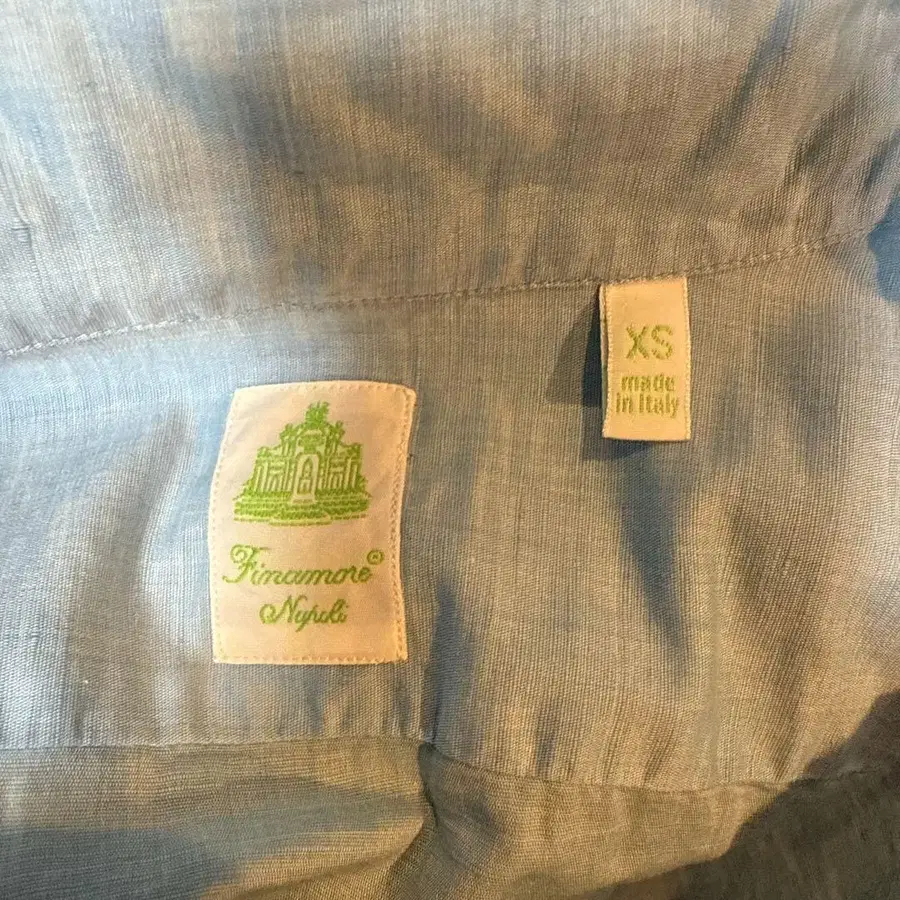 Finamore®
Napoli
XS
made
in Italy